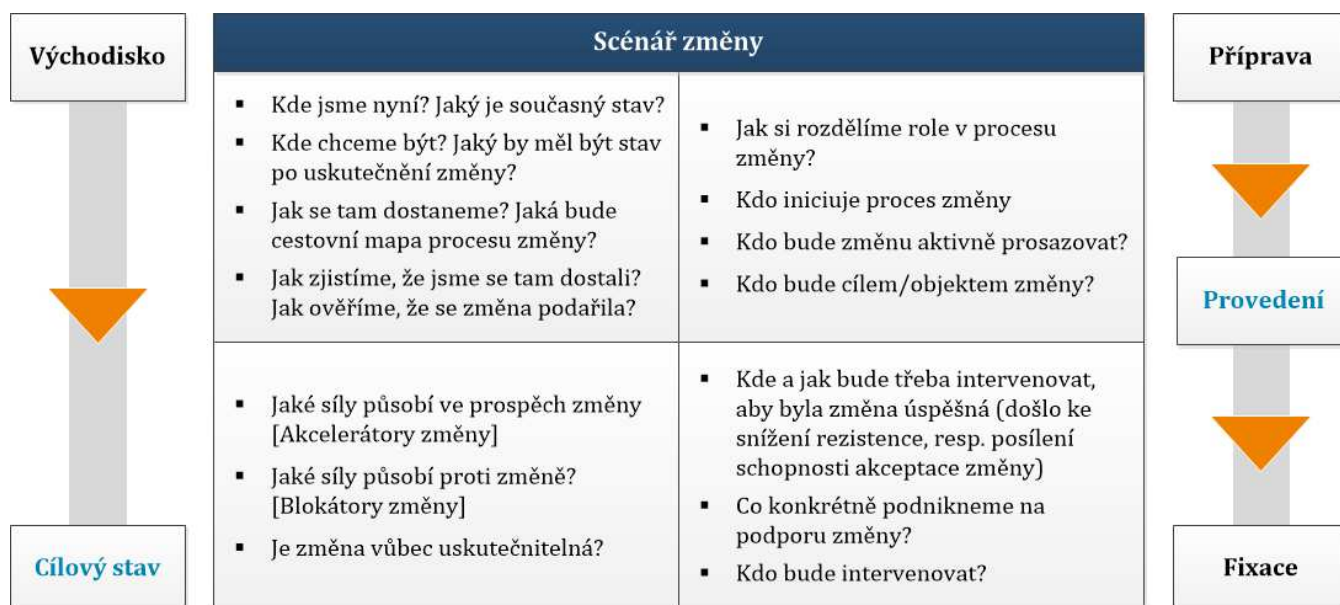 Východisko
Scénář změny
Příprava
▪ Kde jsme nyní? Jaký je současný stav?
▪ Kde chceme být? Jaký by měl být stav
po uskutečnění změny?
▪ Jak se tam dostaneme? Jaká bude
cestovní mapa procesu změny?
▪ Jak zjistíme, že jsme se tam dostali?
Jak ověříme, že se změna podařila?
▪ Jak si rozdělíme role v procesu
změny?
▪ Kdo iniciuje proces změny
▪ Kdo bude změnu aktivně prosazovat?
▪ Kdo bude cílem/objektem změny?
Provedení
▪ Jaké síly působí ve prospěch změny
[Akcelerátory změny]
▪ Jaké síly působí proti změně?
[Blokátory změny]
▪ Je změna vůbec uskutečnitelná?
▪ Kde a jak bude třeba intervenovat,
aby byla změna úspěšná (došlo ke
snížení rezistence, resp. posílení
schopnosti akceptace změny)
▪ Co konkrétně podnikneme na
podporu změny?
▪ Kdo bude intervenovat?
Cílový stav
Fixace